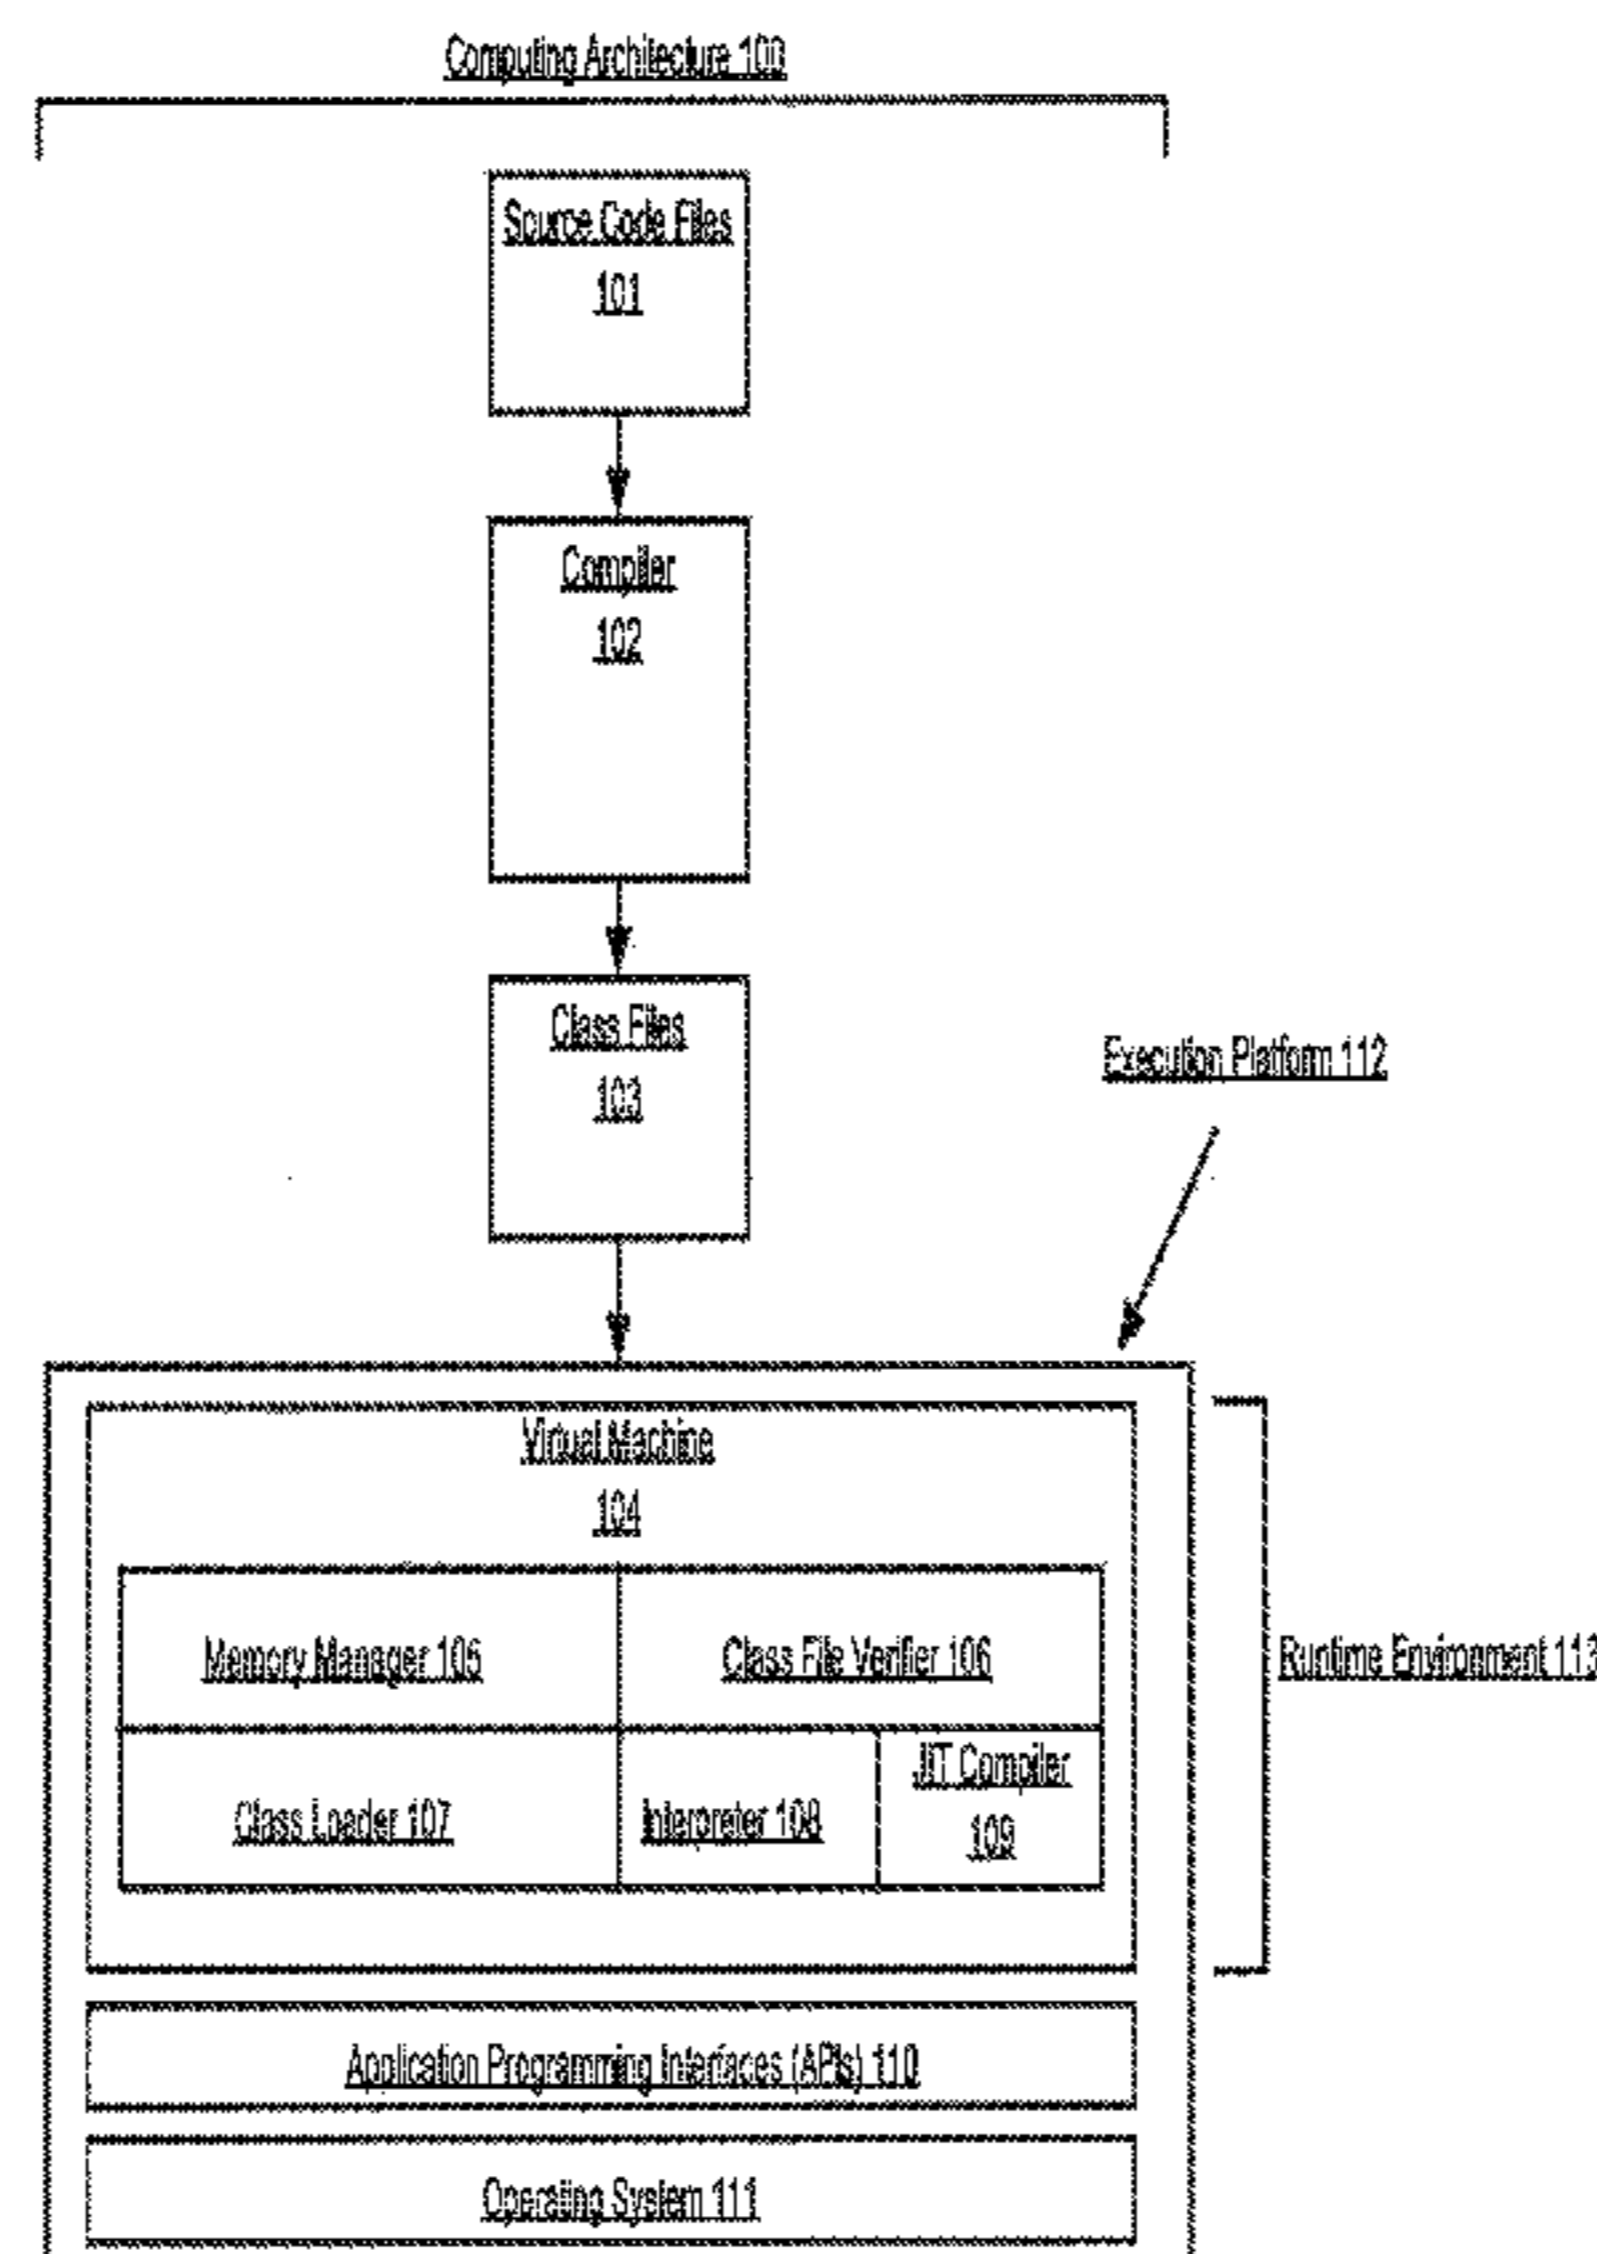 Computing Architecture 100
Source Code Files
101
Compiler
102
Class Files
103
Execution Platform 112
Virtual Machine
104
Memory Manager 105
Class File Verifier 106
Runtime Environment 113
Class Loader 107
Interpreter 108
JIT Compiler
109
Application Programming Interfaces (APIs) 110
Operating System 111